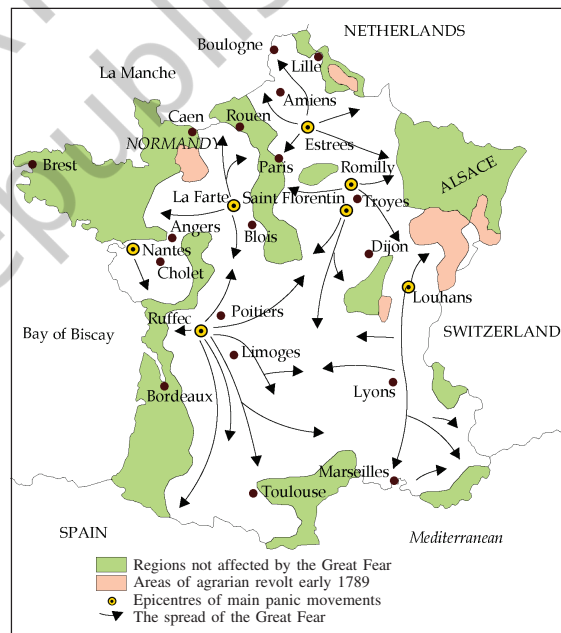 NETHERLANDS
Boulogne
Lille
La Manche
Amiens
Caen
Rouen
NORMANDY
Estrees
Brest
Paris
Romilly
ALSACE
La Farte
Saint Florentin
Troyes
Angers
Blois
Nantes
Dijon
Cholet
Louhans
Ruffec
Poitiers
Bay of Biscay
SWITZERLAND
Limoges
Lyons
Bordeaux
Marseilles
Toulouse
SPAIN
Mediterranean
Regions not affected by the Great Fear
Areas of agrarian revolt early 1789
Epicentres of main panic movements
The spread of the Great Fear
republis